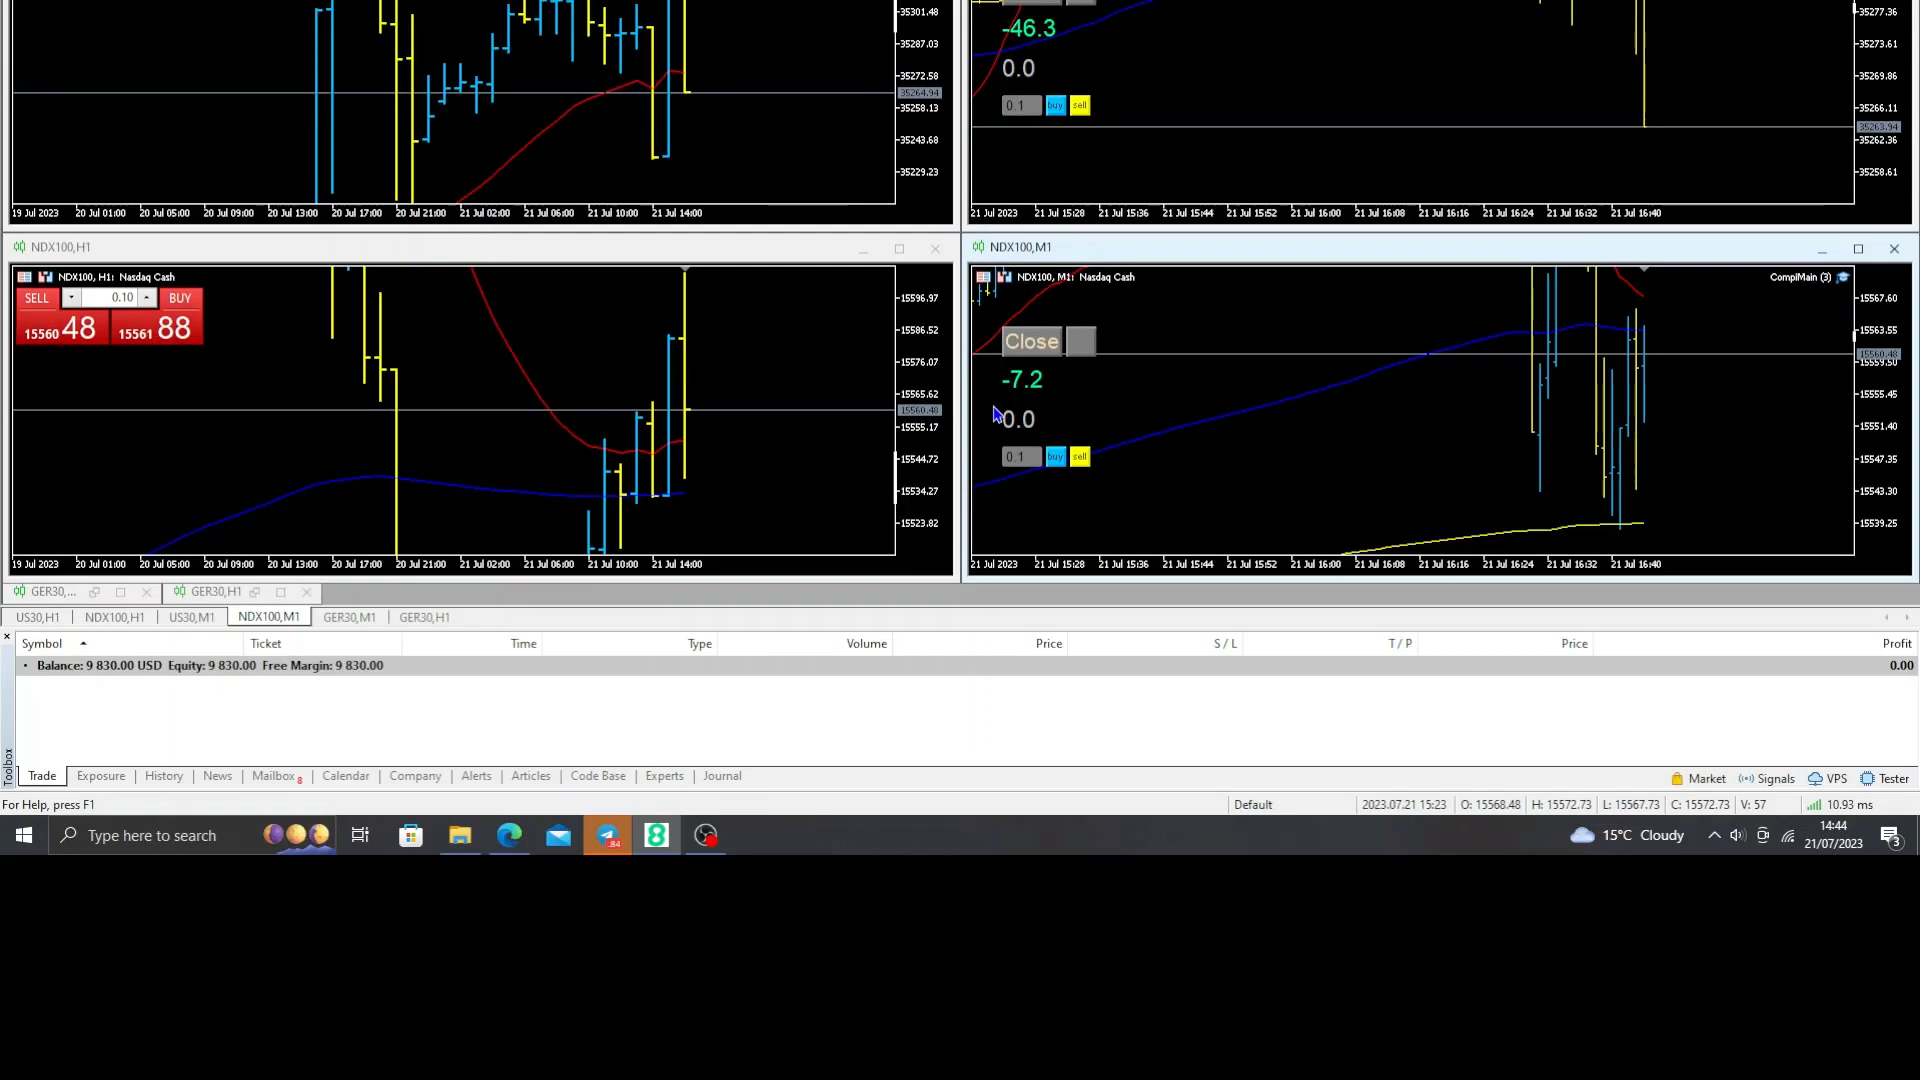 35301.48
35287.03
35272.58
35264.94
35258.13
35243.68
35229.23
19 Jul 2023 20 Jul 01:00 20 Jul 05:00 20 Jul 09:00 20 Jul 13:00 20 Jul 17:00 20 Jul 21:00 21 Jul 02:00 21 Jul 06:00 21 Jul 10:00 21 Jul 14:00
-46.3
0.0
0.1 buy sell
35277.36
35273.61
35269.86
35266.11
35263.94
35262.36
35258.61
21 Jul 2023 21 Jul 15:28 21 Jul 15:36 21 Jul 15:44 21 Jul 15:52 21 Jul 16:00 21 Jul 16:08 21 Jul 16:16 21 Jul 16:24 21 Jul 16:32 21 Jul 16:40
NDX100,H1
NDX100, H1: Nasdaq Cash
SELL 0.10 BUY
15560 48 15561 88
15596.97
15586.52
15576.07
15565.62
15560.48
15555.17
15544.72
15534.27
15523.82
19 Jul 2023 20 Jul 01:00 20 Jul 05:00 20 Jul 09:00 20 Jul 13:00 20 Jul 17:00 20 Jul 21:00 21 Jul 02:00 21 Jul 06:00 21 Jul 10:00 21 Jul 14:00
NDX100,M1
NDX100, M1: Nasdaq Cash
CompiMain (3)
Close
-7.2
0.0
0.1 buy sell
15567.60
15563.55
15560.48
15559.50
15555.45
15551.40
15547.35
15543.30
15539.25
21 Jul 2023 21 Jul 15:28 21 Jul 15:36 21 Jul 15:44 21 Jul 15:52 21 Jul 16:00 21 Jul 16:08 21 Jul 16:16 21 Jul 16:24 21 Jul 16:32 21 Jul 16:40
GER30,... GER30,H1
US30,H1 NDX100,H1 US30,M1 NDX100,M1 GER30,M1 GER30,H1
Symbol Ticket Time Type Volume Price S / L T / P Price Profit
Balance: 9 830.00 USD Equity: 9 830.00 Free Margin: 9 830.00 0.00
Toolbox
Trade Exposure History News Mailbox 8 Calendar Company Alerts Articles Code Base Experts Journal
Market Signals VPS Tester
For Help, press F1 Default 2023.07.21 15:23 O: 15568.48 H: 15572.73 L: 15567.73 C: 15572.73 V: 57 10.93 ms
Type here to search
.84
8
15°C Cloudy
14:44
21/07/2023
3